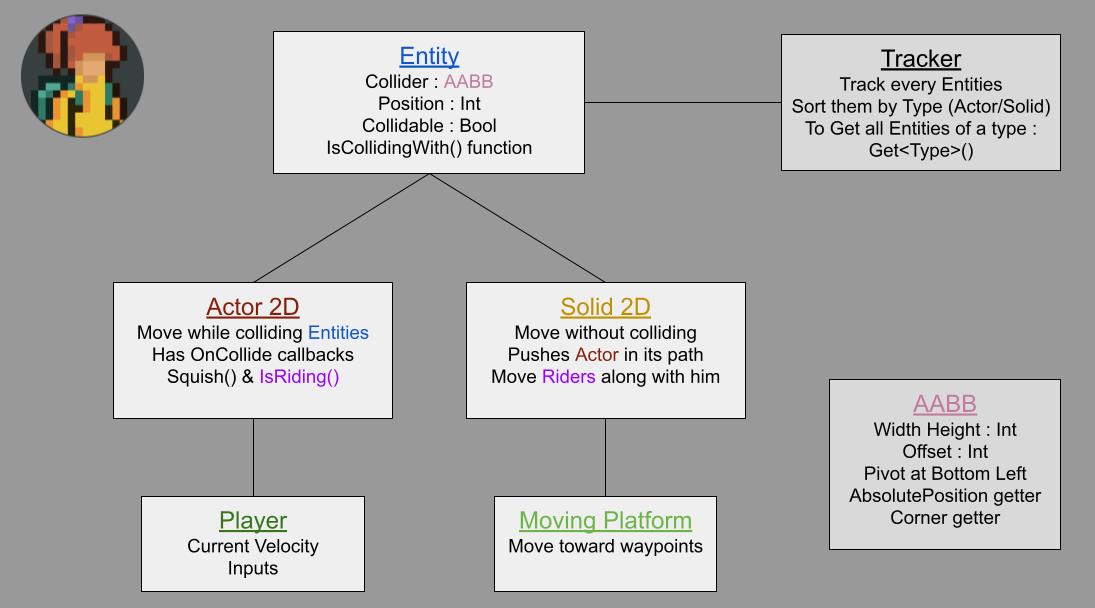 Entity
Collider : AABB
Position : Int
Collidable : Bool
IsCollidingWith() function
Tracker
Track every Entities
Sort them by Type (Actor/Solid)
To Get all Entities of a type :
Get<Type>()
Actor 2D
Move while colliding Entities
Has OnCollide callbacks
Squish() & IsRiding()
Solid 2D
Move without colliding
Pushes Actor in its path
Move Riders along with him
AABB
Width Height : Int
Offset : Int
Pivot at Bottom Left
AbsolutePosition getter
Corner getter
Player
Current Velocity
Inputs
Moving Platform
Move toward waypoints